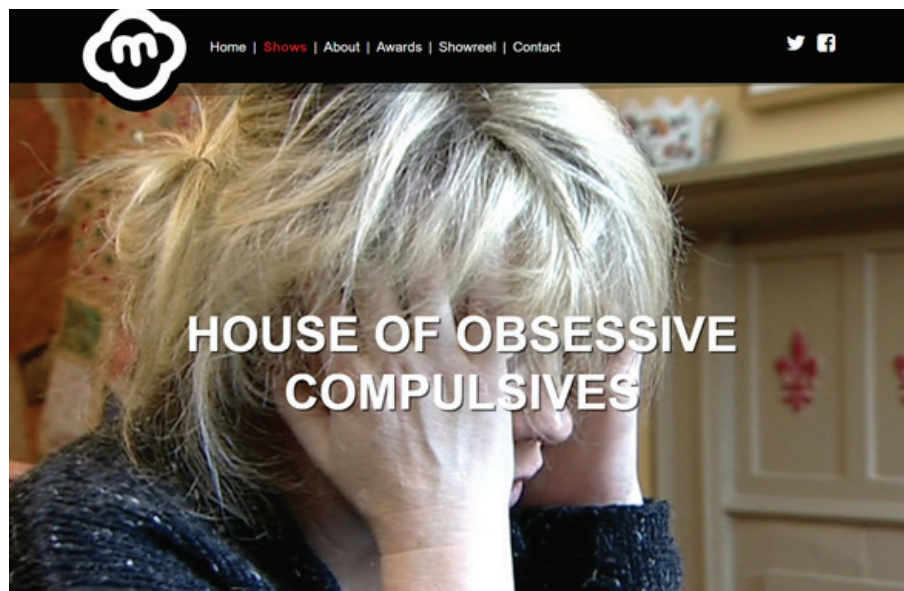 m
Home | Shows | About | Awards | Showreel | Contact
HOUSE OF OBSESSIVE
COMPULSIVES